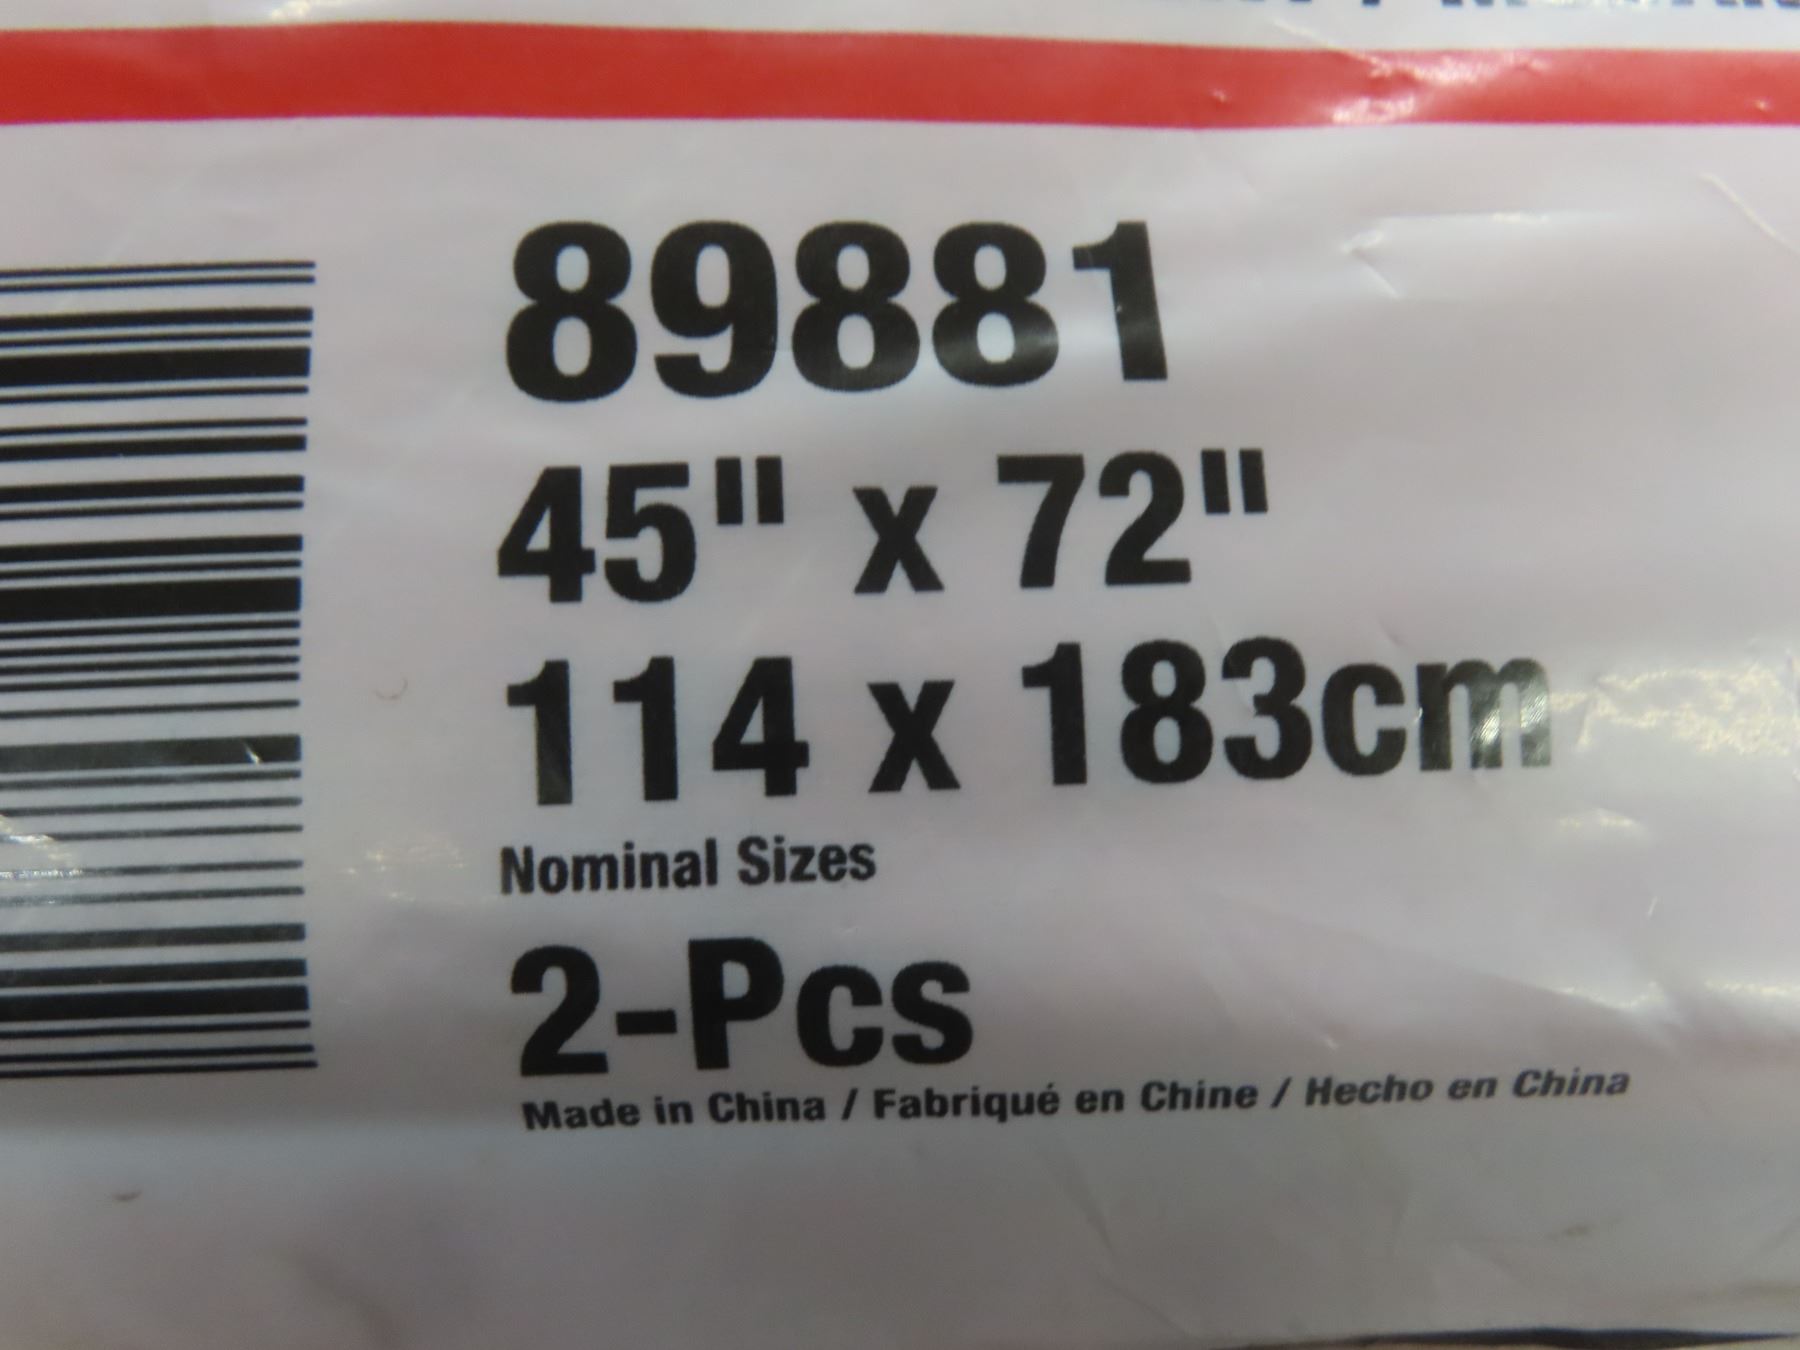 89881
45" x 72"
114 x 183cm
Nominal Sizes
2-Pcs
Made in China / Fabriqué en Chine / Hecho en China